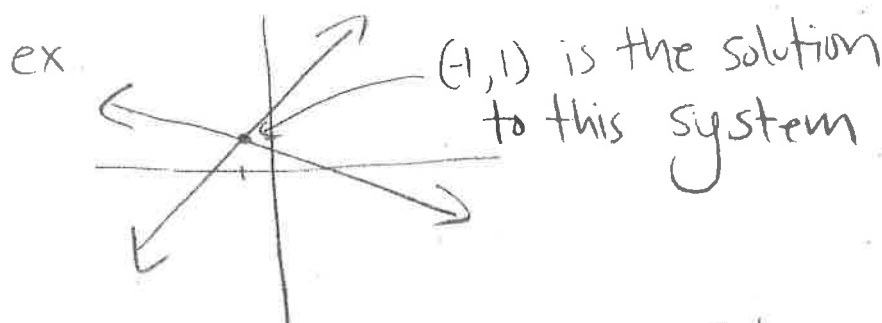 ex
(-1,1) is the solution
to this system